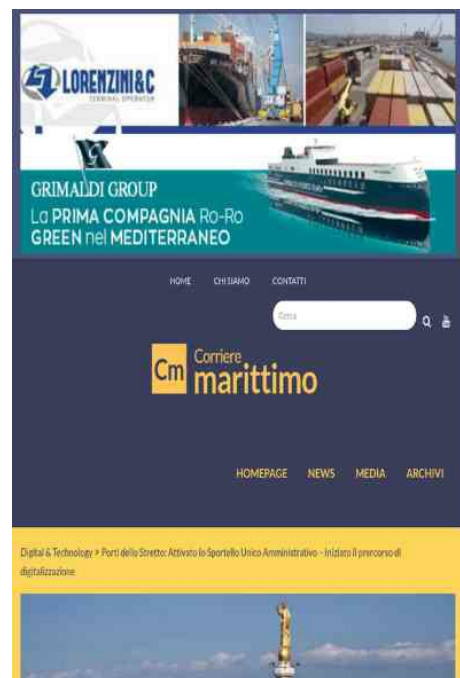 LORENZINI&C
TERMINAL OPERATOR
GRIMALDI GROUP
La PRIMA COMPAGNIA Ro-Ro
GREEN nel MEDITERRANEO
HOME CHI SIAMO CONTATTI
Cerca
Cm Corriere marittimo
HOMEPAGE NEWS MEDIA ARCHIVI
Digital & Technology > Porti dello Stretto: Attivato lo Sportello Unico Amministrativo – Iniziato il prercorso di
digitalizzazione